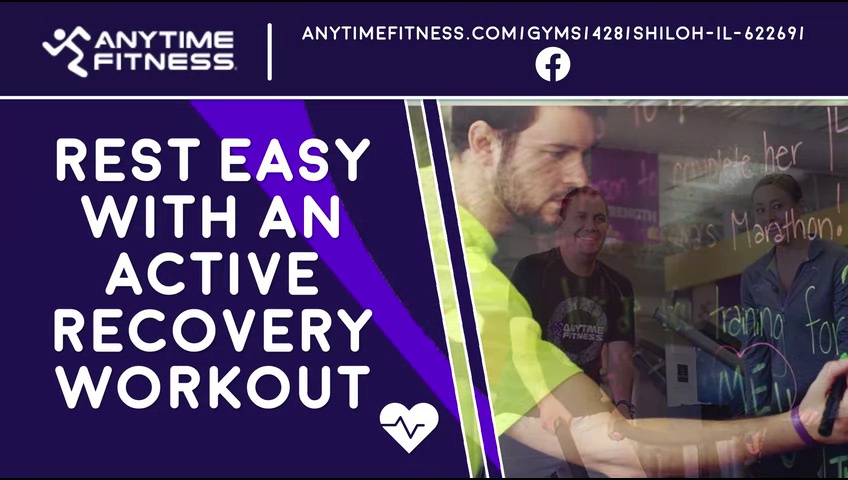 ANYTIME
FITNESS
ANYTIMEFITNESS.COM/GYMS/428/SHILOH-IL-62269/
REST EASY
WITH AN
ACTIVE
RECOVERY
WORKOUT
complete her
Marathon!
training for
STRENGTH
ANYTIME
FITNESS